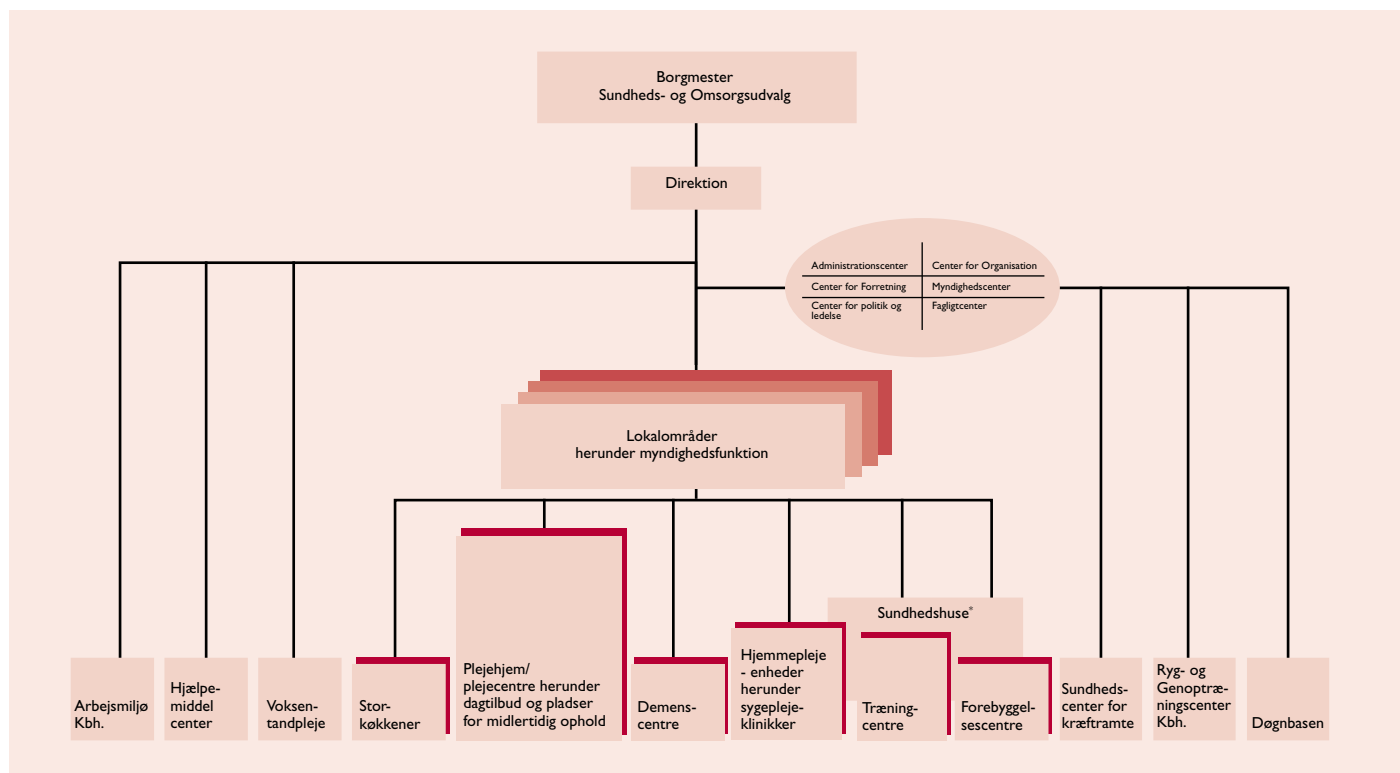 Borgmester
Sundheds- og Omsorgsudvalg
Direktion
Administrationscenter
Center for Organisation
Center for Forretning
Myndighedscenter
Center for politik og
ledelse
Fagligtcenter
Lokalområder
herunder myndighedsfunktion
Arbejsmiljø
Kbh.
Hjælpe-
middel
center
Voksen-
tandpleje
Stor-
køkkener
Plejehjem/
plejecentre herunder
dagtilbud og pladser
for midlertidig ophold
Demens-
centre
Hjemmepleje
- enheder
herunder
sygepleje-
klinikker
Sundhedshuse*
Træning-
centre
Forebyggel-
sescentre
Sundheds-
center for
kræftramte
Ryg- og
Genoptræ-
ningscenter
Kbh.
Døgnbasen